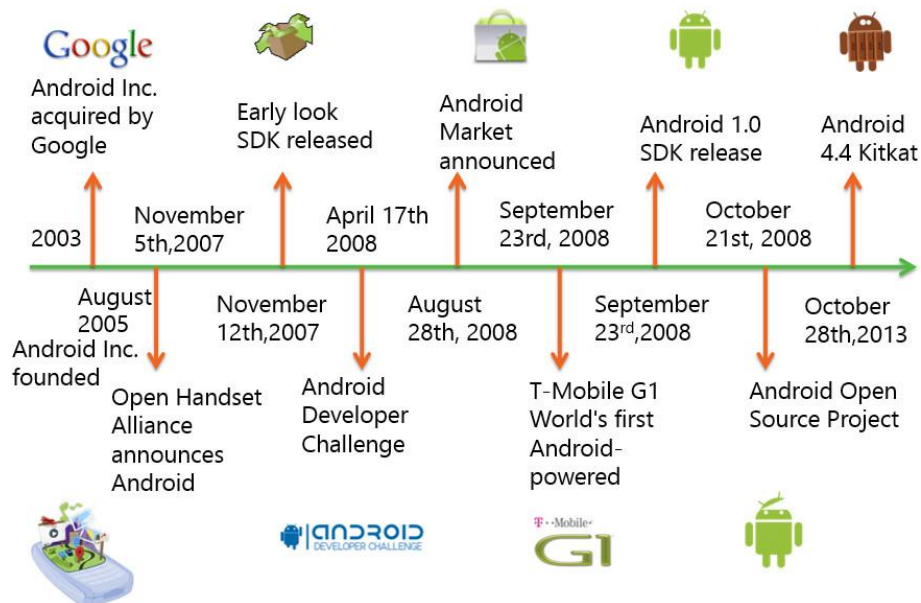 Google
Android Inc.
acquired by
Google
Early look
SDK released
Android
Market
announced
Android 1.0
SDK release
Android
4.4 Kitkat
2003
November
5th,2007
April 17th
2008
September
23rd, 2008
October
21st, 2008
August
2005
Android Inc.
founded
November
12th,2007
August
28th, 2008
September
23rd,2008
October
28th,2013
Open Handset
Alliance
announces
Android
Android
Developer
Challenge
T-Mobile G1
World's first
Android-
powered
Android Open
Source Project
ANDROID
DEVELOPER CHALLENGE
T··Mobile·
G1